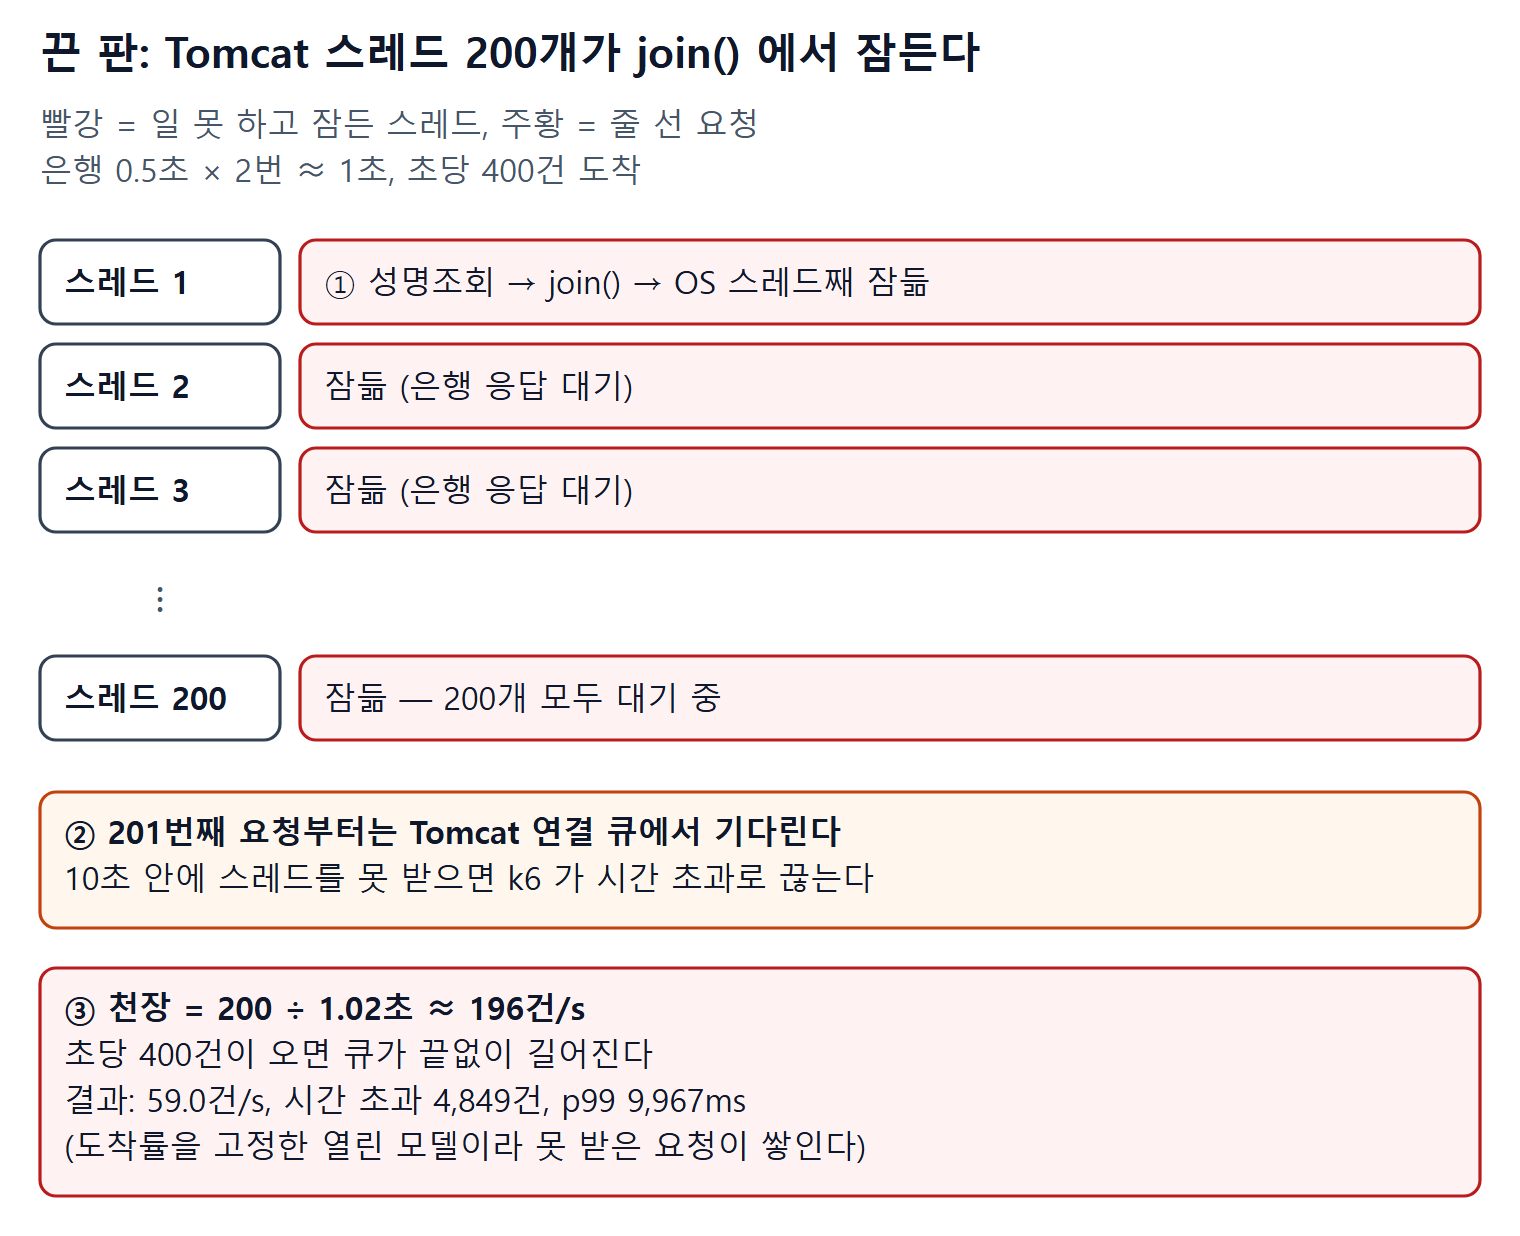 끈 판: Tomcat 스레드 200개가 join() 에서 잠든다
빨강 = 일 못 하고 잠든 스레드, 주황 = 줄 선 요청
은행 0.5초 × 2번 ≈ 1초, 초당 400건 도착
스레드 1
① 성명조회 → join() → OS 스레드째 잠듦
스레드 2
잠듦 (은행 응답 대기)
스레드 3
잠듦 (은행 응답 대기)
⋮
스레드 200
잠듦 — 200개 모두 대기 중
② 201번째 요청부터는 Tomcat 연결 큐에서 기다린다
10초 안에 스레드를 못 받으면 k6 가 시간 초과로 끊는다
③ 천장 = 200 ÷ 1.02초 ≈ 196건/s
초당 400건이 오면 큐가 끝없이 길어진다
결과: 59.0건/s, 시간 초과 4,849건, p99 9,967ms
(도착률을 고정한 열린 모델이라 못 받은 요청이 쌓인다)